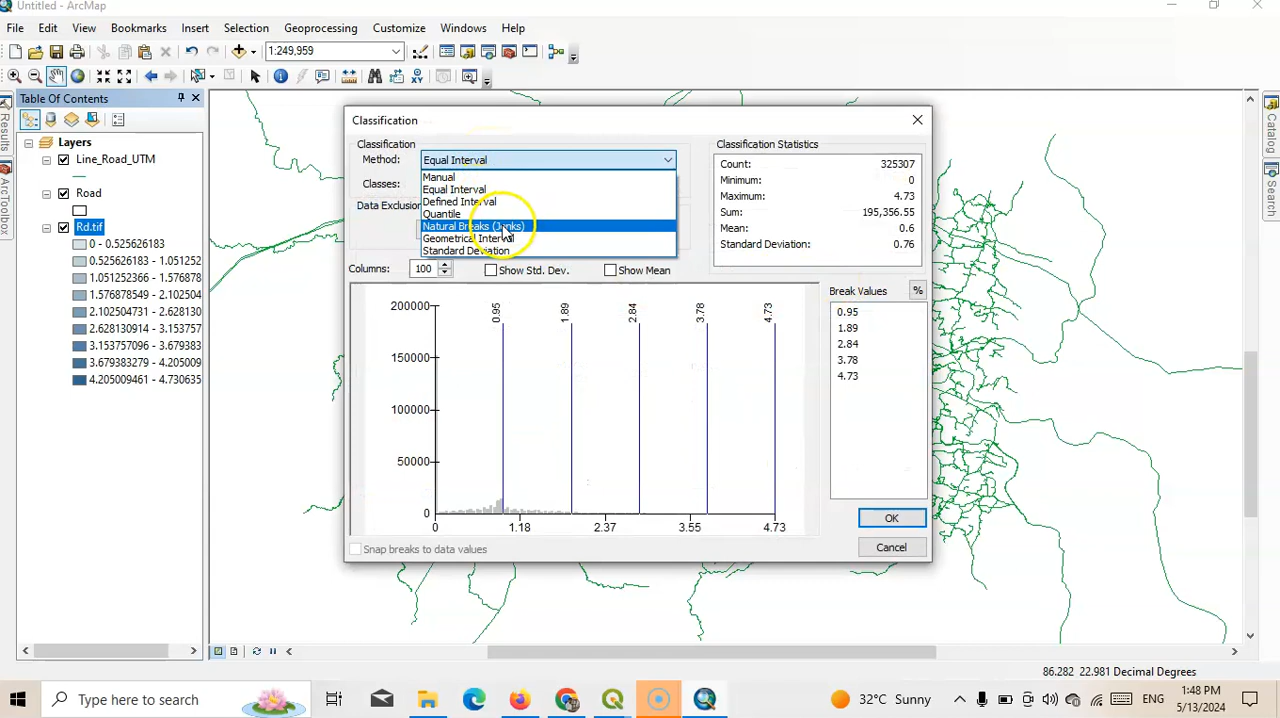 Untitled - ArcMap
File Edit View Bookmarks Insert Selection Geoprocessing Customize Windows Help
1:249,959
Table Of Contents
Layers
Line_Road_UTM
Road
Rd.tif
0 - 0.525626183
0.525626183 - 1.051252
1.051252366 - 1.576878
1.576878549 - 2.102504
2.102504731 - 2.628130
2.628130914 - 3.153757
3.153757096 - 3.679383
3.679383279 - 4.205009
4.205009461 - 4.730635
Results
ArcToolbox
Classification
Classification
Method: Equal Interval
Manual
Equal Interval
Defined Interval
Quantile
Natural Breaks (Jenks)
Geometrical Interval
Standard Deviation
Classes:
Data Exclusion
Columns: 100 Show Std. Dev. Show Mean
Classification Statistics
Count: 325307
Minimum: 0
Maximum: 4.73
Sum: 195,356.55
Mean: 0.6
Standard Deviation: 0.76
Break Values %
0.95
1.89
2.84
3.78
4.73
200000
150000
100000
50000
0
0.95 1.89 2.84 3.78 4.73
0 1.18 2.37 3.55 4.73
Snap breaks to data values
OK
Cancel
Catalog
Search
86.282 22.981 Decimal Degrees
Type here to search
32°C Sunny
ENG
1:48 PM
5/13/2024